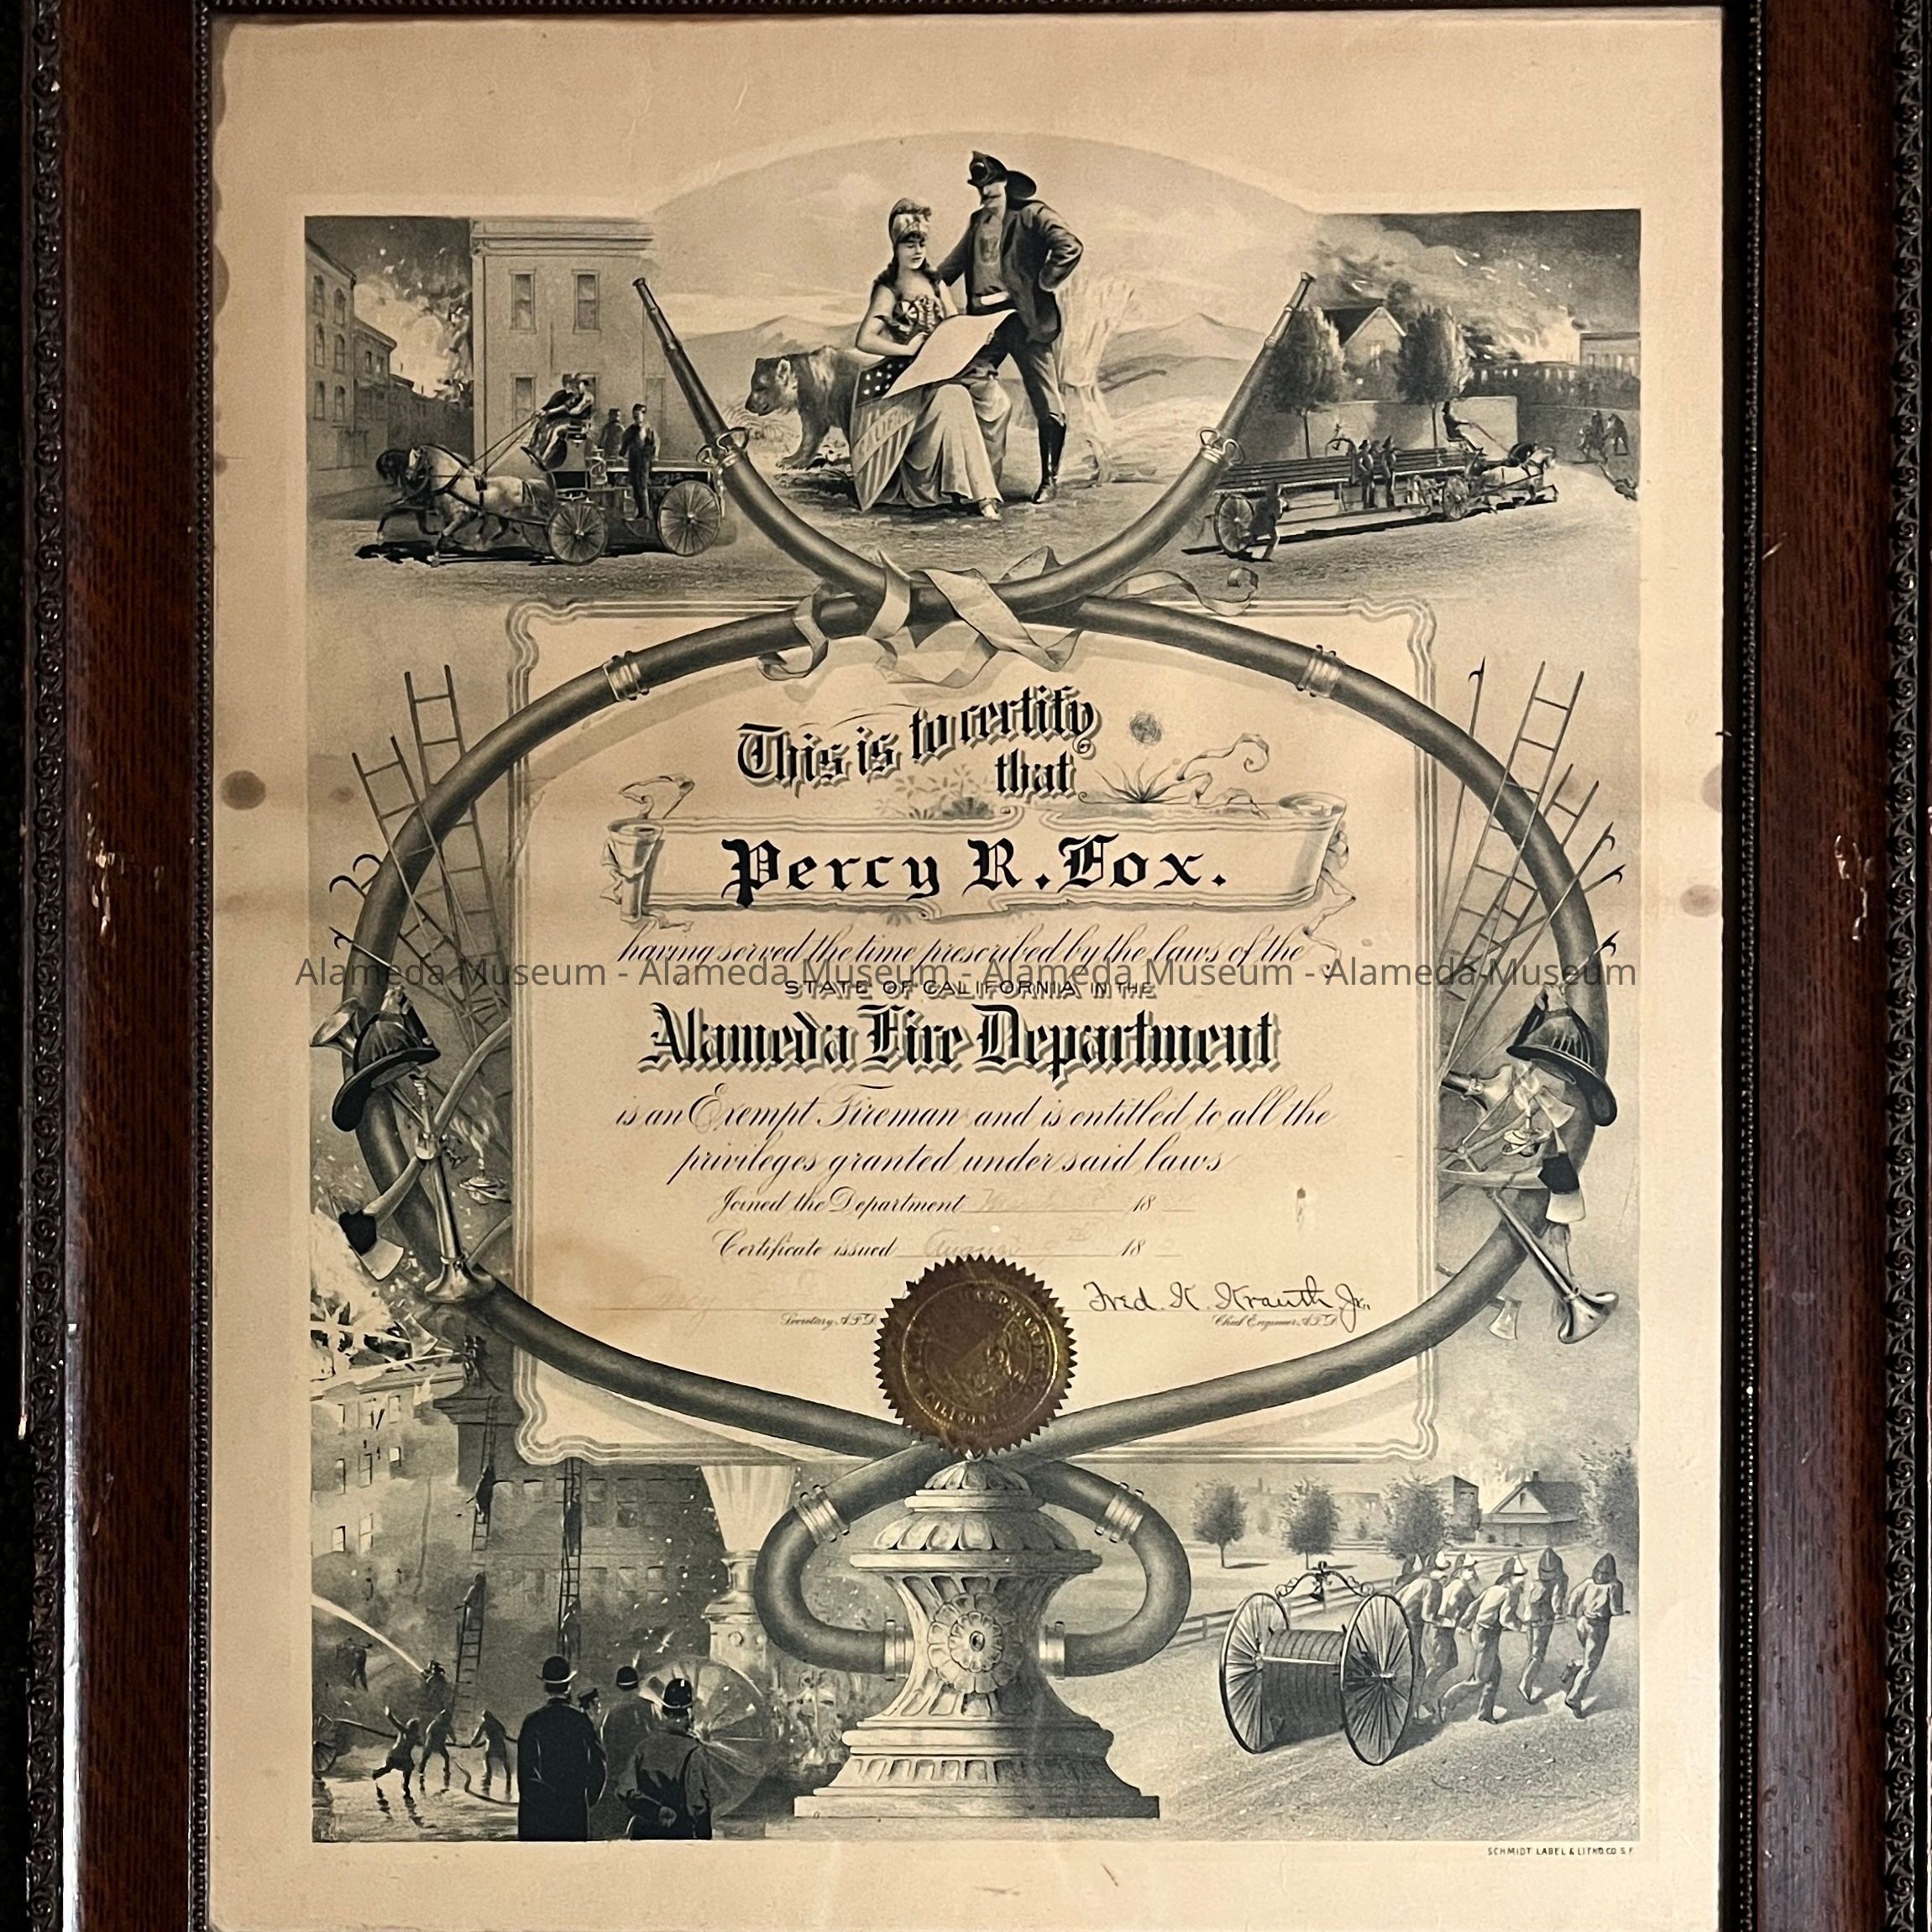 This is to certify
that
Percy R. Fox.
having served the time prescribed by the laws of the
Alameda Museum - Alameda Museum - Alameda Museum - Alameda Museum
STATE OF CALIFORNIA IN THE
Alameda Fire Department
is an Exempt Fireman and is entitled to all the
privileges granted under said laws
Joined the Department 18
Certificate issued August 18
Fred. K. Krauth Jr.
Secretary A.F.D. Chief Engineer A.F.D.
SCHMIDT LABEL & LITHO. CO. S.F.